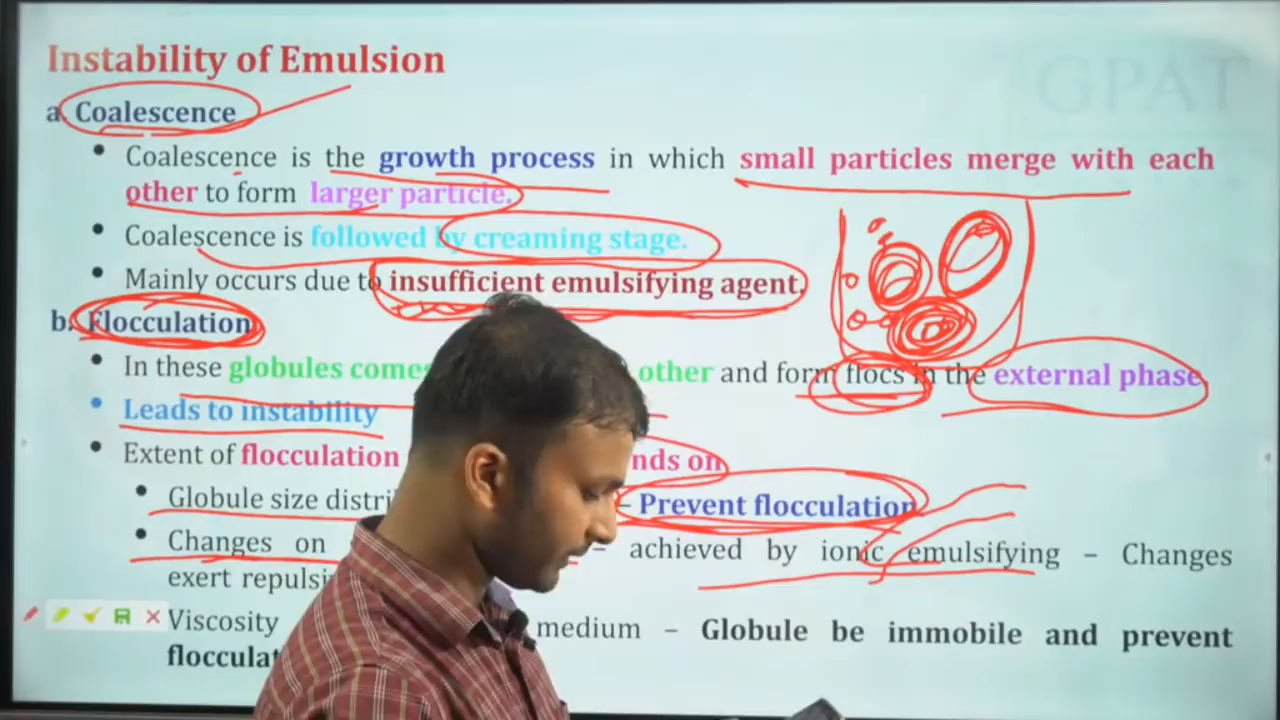 GPAT
Instability of Emulsion
a. Coalescence
• Coalescence is the growth process in which small particles merge with each
other to form larger particle.
• Coalescence is followed by creaming stage.
• Mainly occurs due to insufficient emulsifying agent.
b. Flocculation
• In these globules comes other and form flocs in the external phase
• Leads to instability
• Extent of flocculation nds on
• Globule size distri – Prevent flocculation
• Changes on – achieved by ionic emulsifying – Changes
exert repulsi
Viscosity medium – Globule be immobile and prevent
flocculat